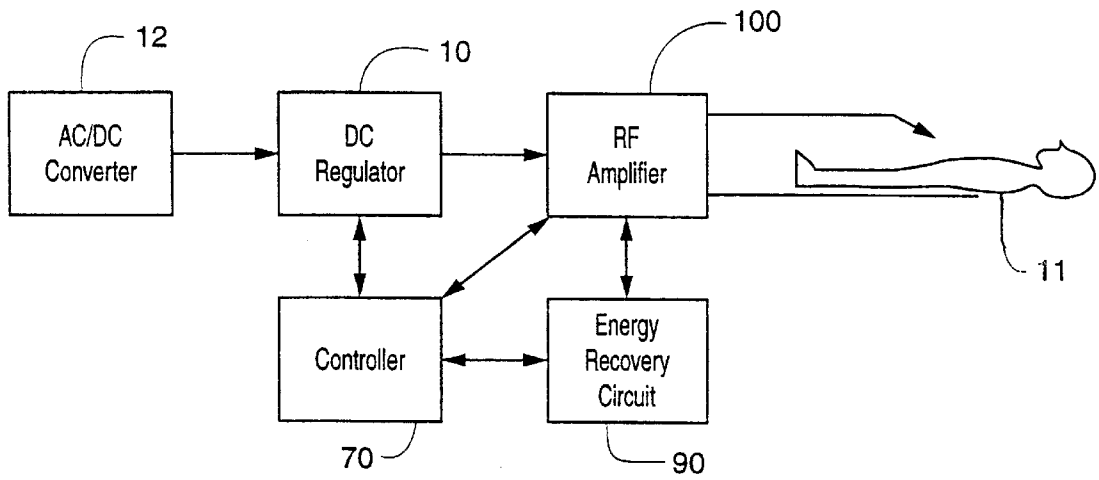 12
10
100
AC/DC
Converter
DC
Regulator
RF
Amplifier
11
Controller
Energy
Recovery
Circuit
70
90